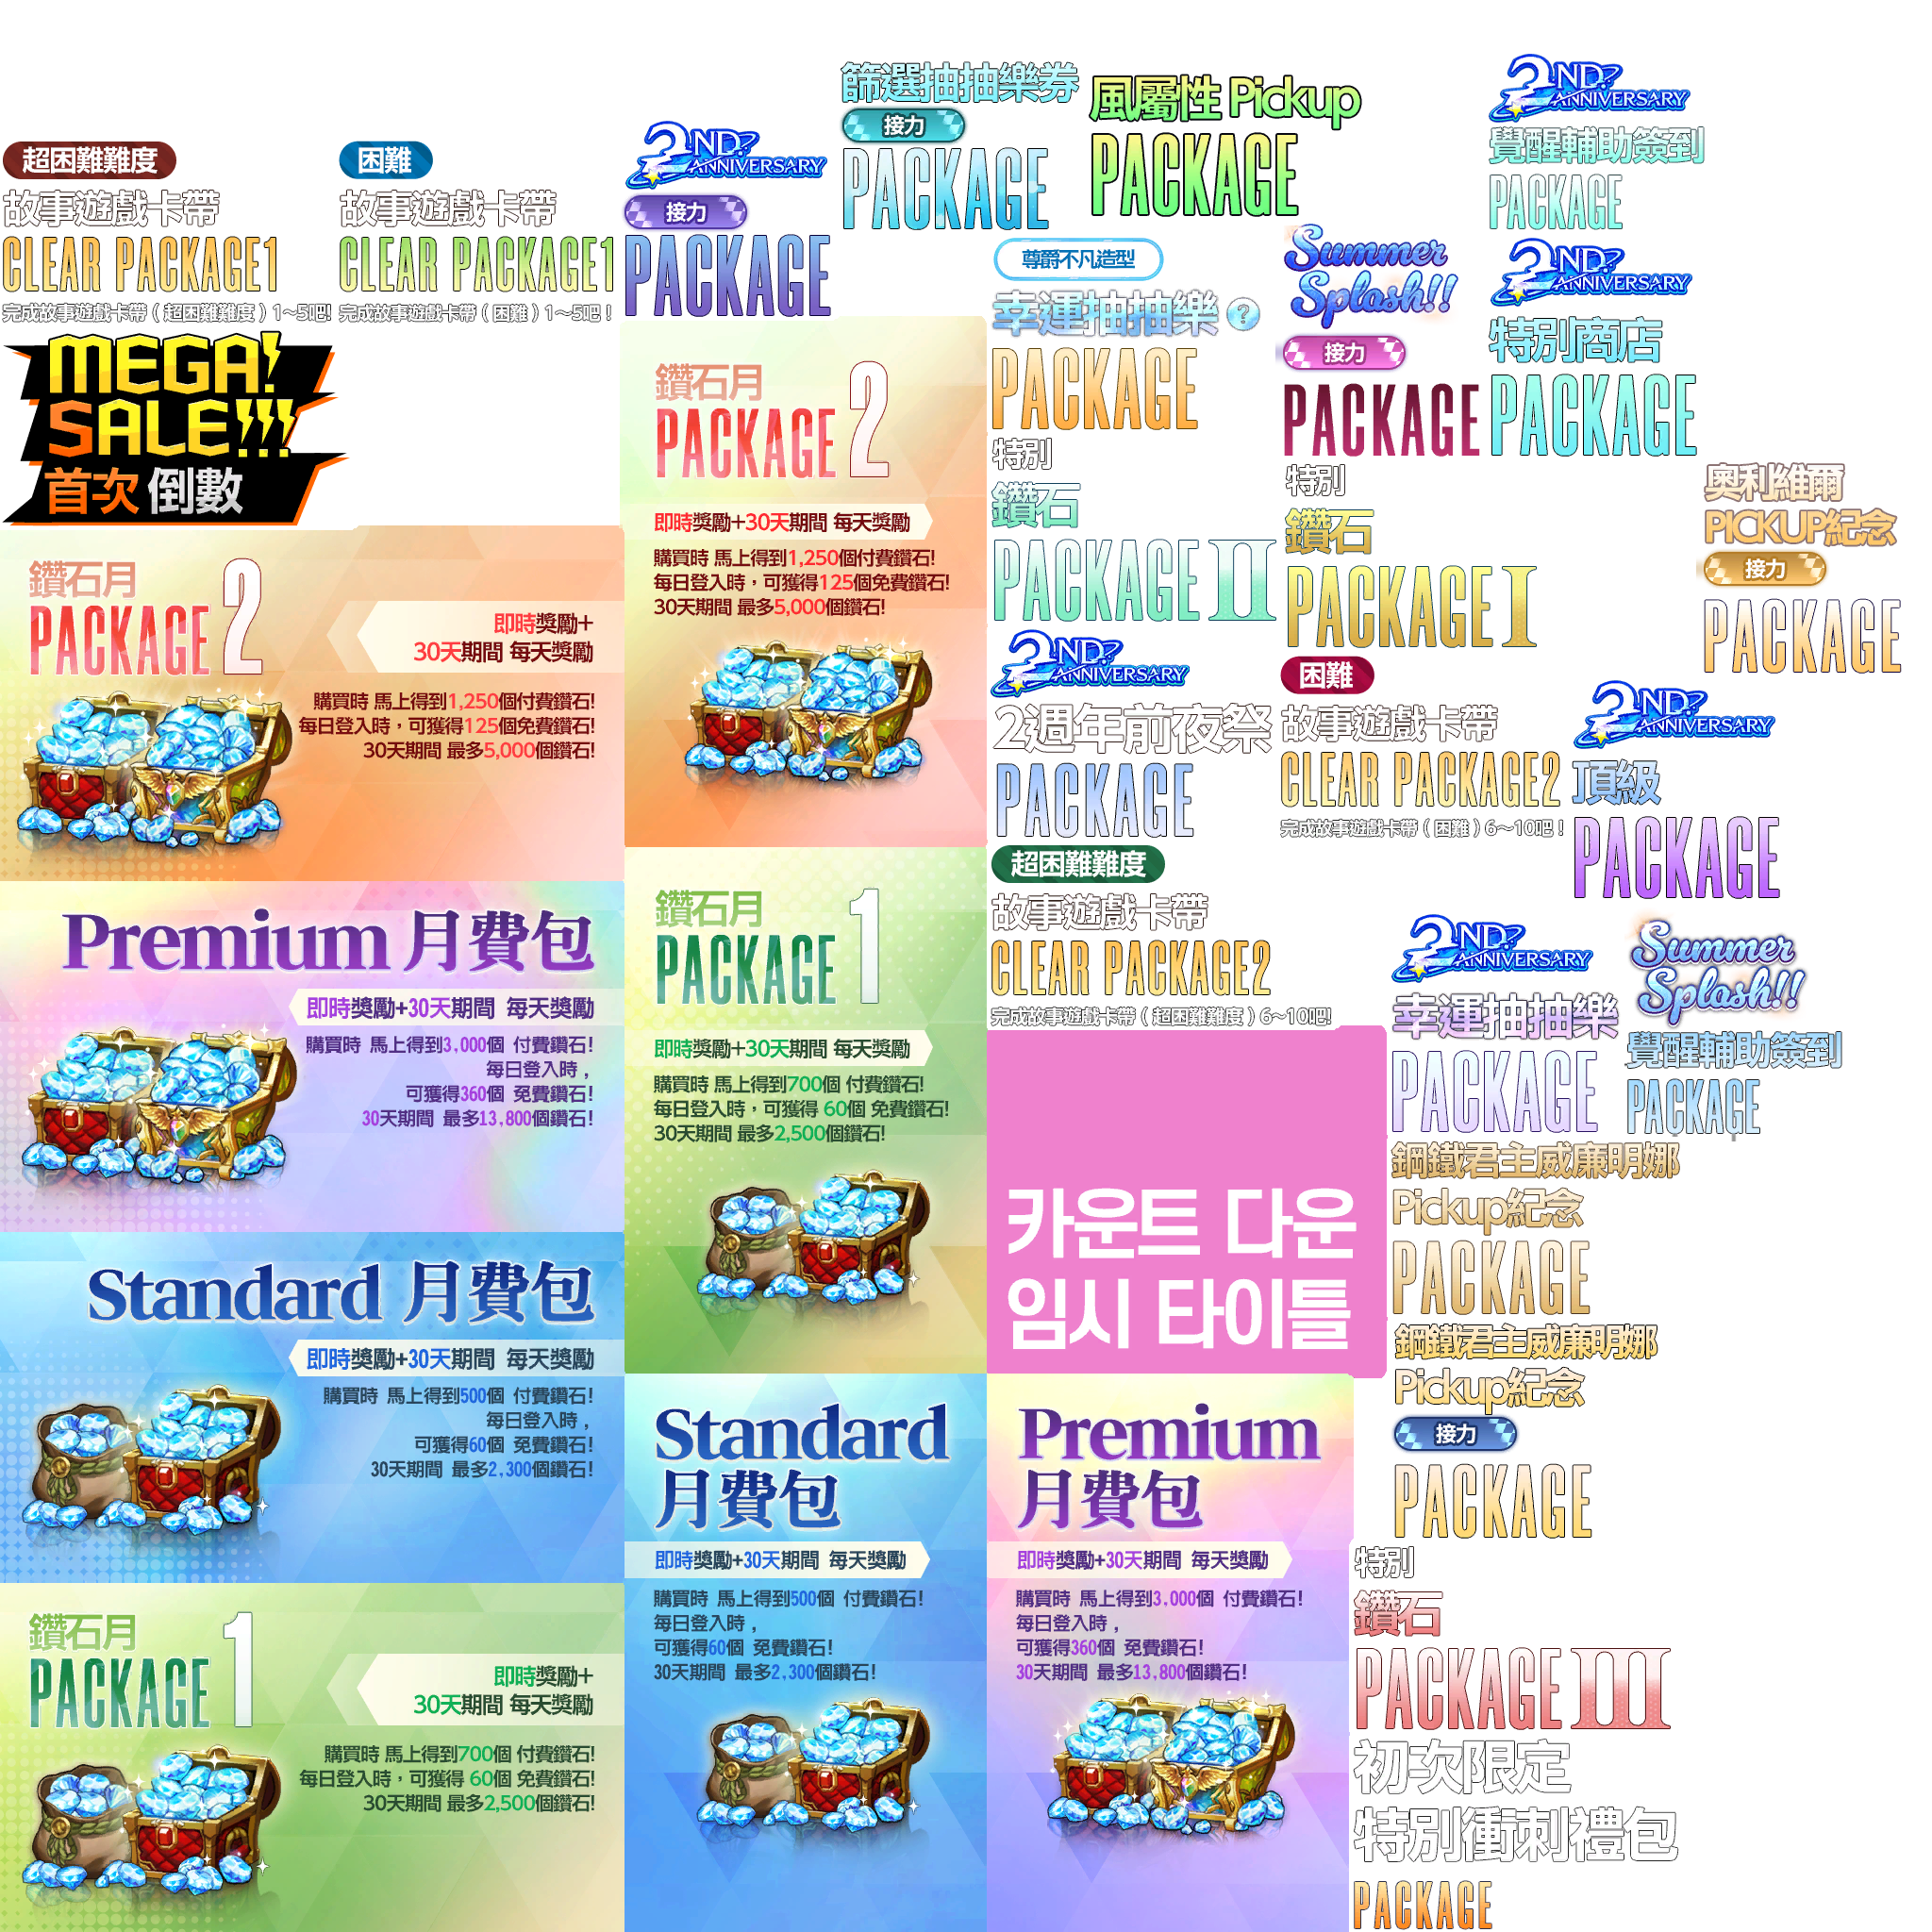 超困難難度
故事遊戲卡帶
CLEAR PACKAGE1
完成故事遊戲卡帶（超困難難度）1～5吧!
困難
故事遊戲卡帶
CLEAR PACKAGE1
完成故事遊戲卡帶（困難）1～5吧！
2ND
ANNIVERSARY
接力
PACKAGE
篩選抽抽樂券
接力
PACKAGE
風屬性 Pickup
PACKAGE
2ND
ANNIVERSARY
覺醒輔助簽到
PACKAGE
尊爵不凡造型
幸運抽抽樂 ?
PACKAGE
Summer
Splash!!
接力
PACKAGE
2ND
ANNIVERSARY
特別商店
PACKAGE
MEGA!
SALE!!!
首次 倒數
鑽石月
PACKAGE 2
即時獎勵+30天期間 每天獎勵
購買時 馬上得到1,250個付費鑽石!
每日登入時，可獲得125個免費鑽石!
30天期間 最多5,000個鑽石!
特別
鑽石
PACKAGE II
特別
鑽石
PACKAGE I
奧利維爾
PICKUP紀念
接力
PACKAGE
鑽石月
PACKAGE 2
即時獎勵+
30天期間 每天獎勵
購買時 馬上得到1,250個付費鑽石!
每日登入時，可獲得125個免費鑽石!
30天期間 最多5,000個鑽石!
2ND
ANNIVERSARY
2週年前夜祭
PACKAGE
困難
故事遊戲卡帶
CLEAR PACKAGE2
完成故事遊戲卡帶（困難）6～10吧！
2ND
ANNIVERSARY
頂級
PACKAGE
超困難難度
故事遊戲卡帶
CLEAR PACKAGE2
完成故事遊戲卡帶（超困難難度）6～10吧!
Premium 月費包
即時獎勵+30天期間 每天獎勵
購買時 馬上得到3,000個 付費鑽石!
每日登入時，
可獲得360個 免費鑽石!
30天期間 最多13,800個鑽石!
鑽石月
PACKAGE 1
即時獎勵+30天期間 每天獎勵
購買時 馬上得到700個 付費鑽石!
每日登入時，可獲得 60個 免費鑽石!
30天期間 最多2,500個鑽石!
2ND
ANNIVERSARY
幸運抽抽樂
PACKAGE
Summer
Splash!!
覺醒輔助簽到
PACKAGE
카운트 다운
임시 타이틀
鋼鐵君主威廉明娜
Pickup紀念
PACKAGE
鋼鐵君主威廉明娜
Pickup紀念
接力
PACKAGE
Standard 月費包
即時獎勵+30天期間 每天獎勵
購買時 馬上得到500個 付費鑽石!
每日登入時，
可獲得60個 免費鑽石!
30天期間 最多2,300個鑽石!
Standard
月費包
即時獎勵+30天期間 每天獎勵
購買時 馬上得到500個 付費鑽石!
每日登入時，
可獲得60個 免費鑽石!
30天期間 最多2,300個鑽石!
Premium
月費包
即時獎勵+30天期間 每天獎勵
購買時 馬上得到3,000個 付費鑽石!
每日登入時，
可獲得360個 免費鑽石!
30天期間 最多13,800個鑽石!
鑽石月
PACKAGE 1
即時獎勵+
30天期間 每天獎勵
購買時 馬上得到700個 付費鑽石!
每日登入時，可獲得 60個 免費鑽石!
30天期間 最多2,500個鑽石!
特別
鑽石
PACKAGE III
初次限定
特別衝刺禮包
PACKAGE